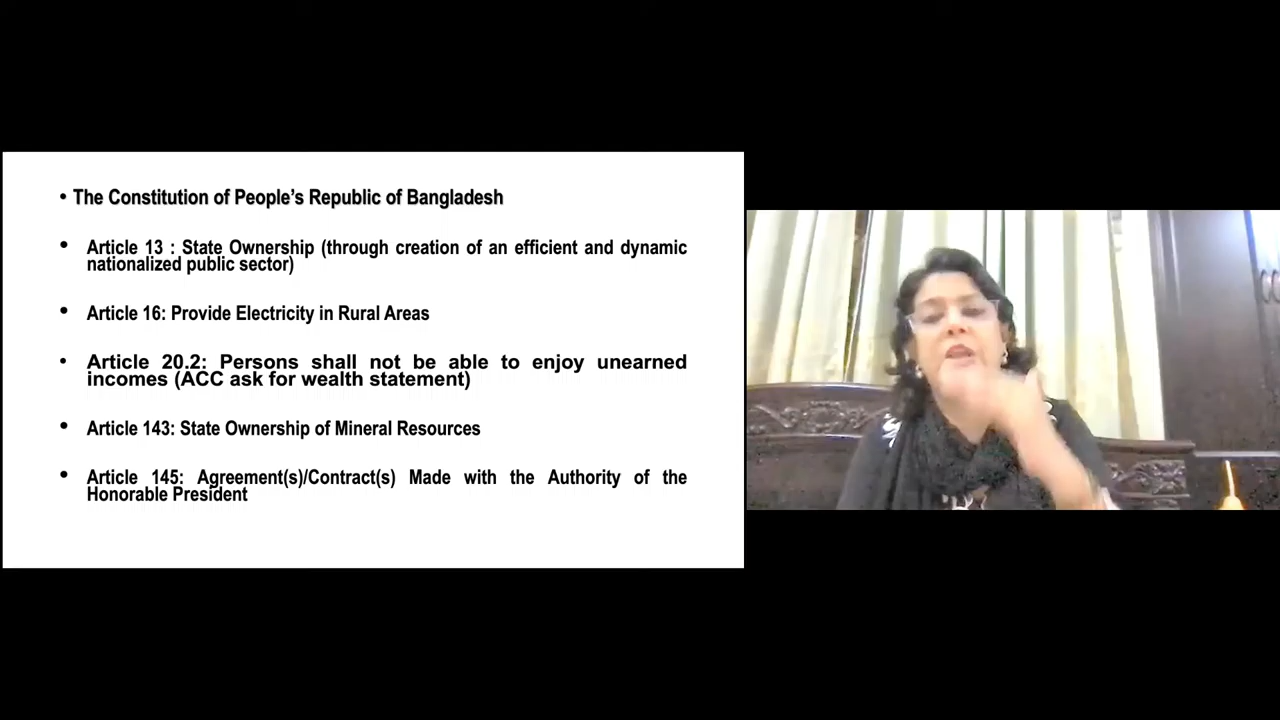 • The Constitution of People's Republic of Bangladesh
• Article 13 : State Ownership (through creation of an efficient and dynamic
nationalized public sector)
• Article 16: Provide Electricity in Rural Areas
• Article 20.2: Persons shall not be able to enjoy unearned
incomes (ACC ask for wealth statement)
• Article 143: State Ownership of Mineral Resources
• Article 145: Agreement(s)/Contract(s) Made with the Authority of the
Honorable President